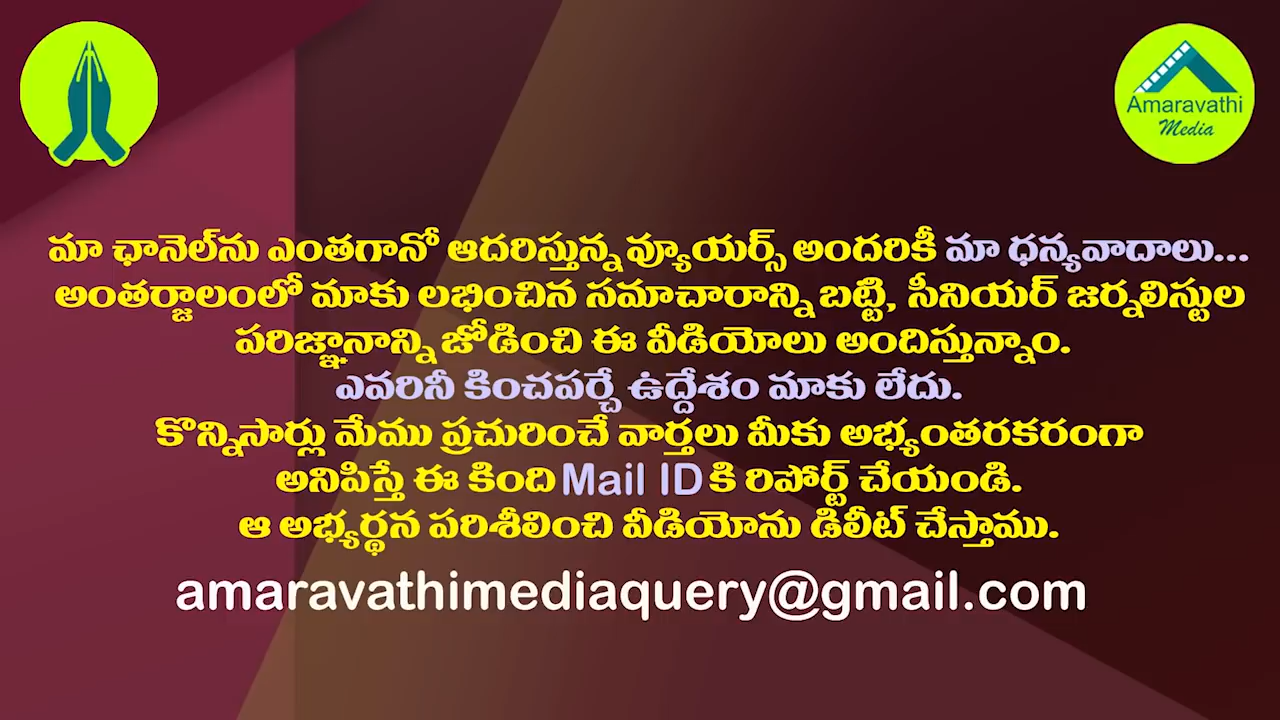 Amaravathi
Media
మా ఛానెల్‌ను ఎంతగానో ఆదరిస్తున్న వ్యూయర్స్ అందరికీ మా ధన్యవాదాలు...
అంతర్జాలంలో మాకు లభించిన సమాచారాన్ని బట్టి, సీనియర్ జర్నలిస్టుల
పరిజ్ఞానాన్ని జోడించి ఈ వీడియోలు అందిస్తున్నాం.
ఎవరినీ కించపర్చే ఉద్దేశం మాకు లేదు.
కొన్నిసార్లు మేము ప్రచురించే వార్తలు మీకు అభ్యంతరకరంగా
అనిపిస్తే ఈ కింది Mail ID కి రిపోర్ట్ చేయండి.
ఆ అభ్యర్థన పరిశీలించి వీడియోను డిలీట్ చేస్తాము.
amaravathimediaquery@gmail.com